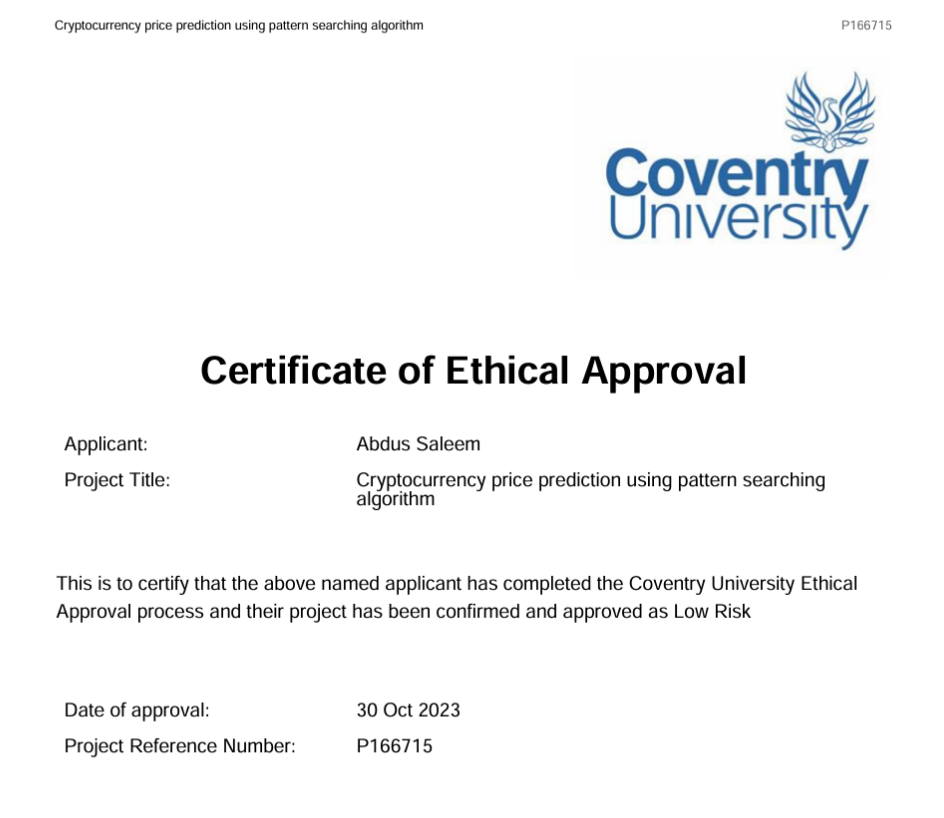 Cryptocurrency price prediction using pattern searching algorithm P166715
Coventry
University
Certificate of Ethical Approval
Applicant: Abdus Saleem
Project Title: Cryptocurrency price prediction using pattern searching
algorithm
This is to certify that the above named applicant has completed the Coventry University Ethical
Approval process and their project has been confirmed and approved as Low Risk
Date of approval: 30 Oct 2023
Project Reference Number: P166715